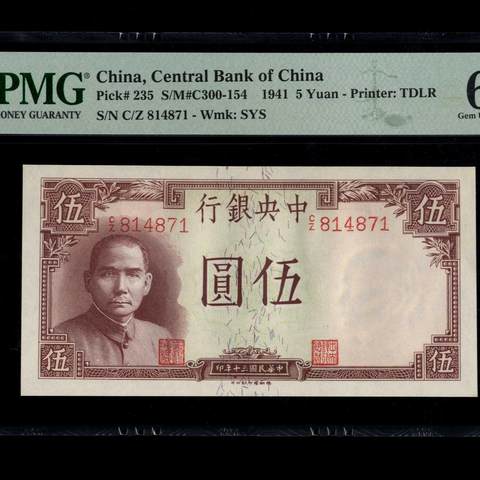 PMG® China, Central Bank of China
MONEY GUARANTY
Pick# 235 S/M#C300-154 1941 5 Yuan - Printer: TDLR
S/N C/Z 814871 - Wmk: SYS
6
Gem
伍 行銀央中 伍
C/Z 814871 C/Z 814871
圓伍
伍 伍
印年十三國民華中